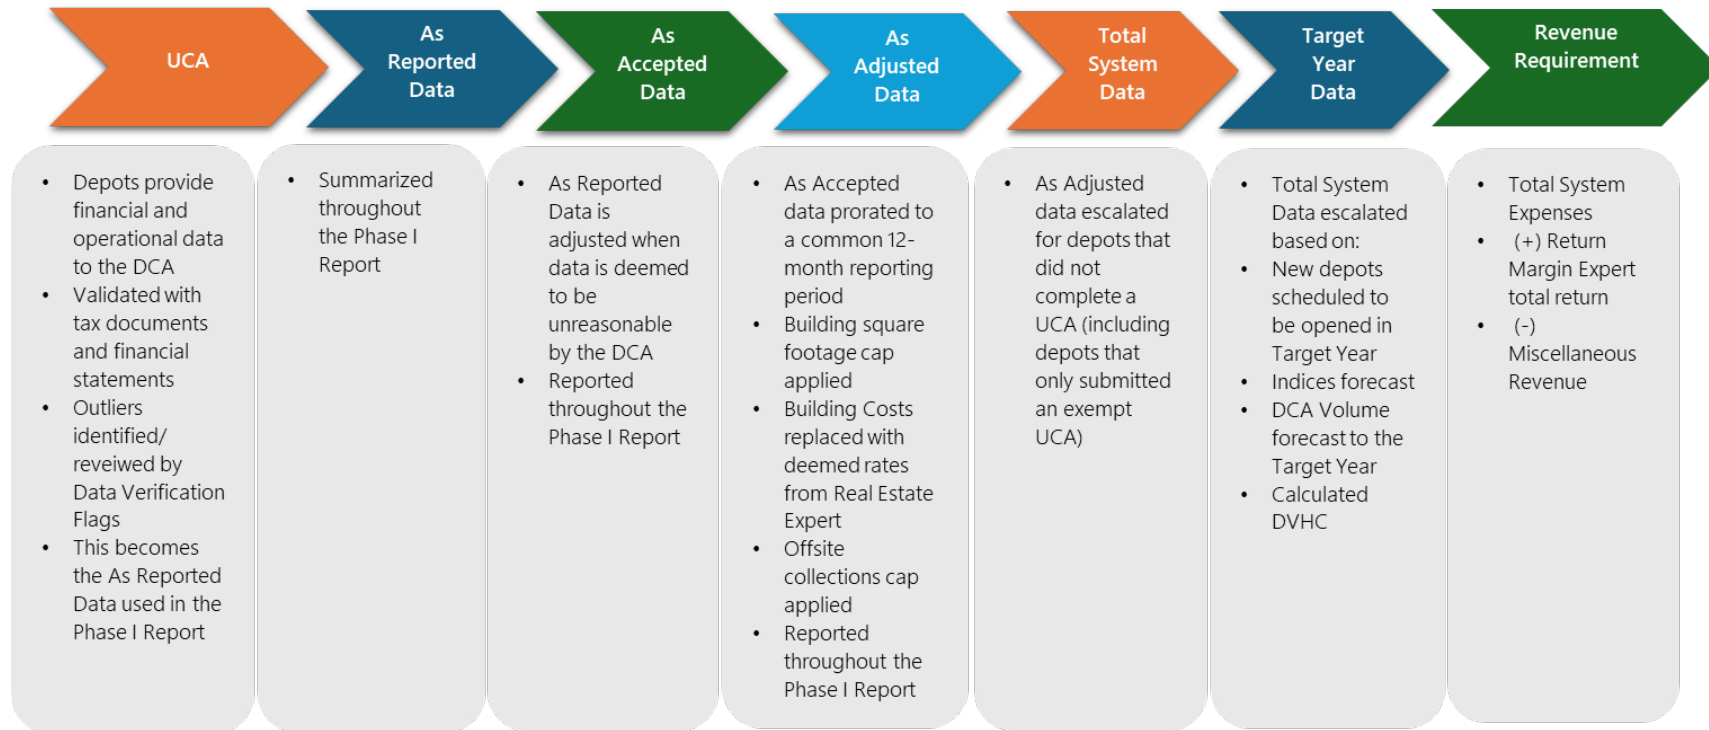 UCA
As
Reported
Data
As
Accepted
Data
As
Adjusted
Data
Total
System
Data
Target
Year
Data
Revenue
Requirement
• Depots provide
financial and
operational data
to the DCA
• Validated with
tax documents
and financial
statements
• Outliers
identified/
reveiwed by
Data Verification
Flags
• This becomes
the As Reported
Data used in the
Phase I Report
• Summarized
throughout
the Phase I
Report
• As Reported
Data is
adjusted when
data is deemed
to be
unreasonable
by the DCA
• Reported
throughout the
Phase I Report
• As Accepted
data prorated to
a common 12-
month reporting
period
• Building square
footage cap
applied
• Building Costs
replaced with
deemed rates
from Real Estate
Expert
• Offsite
collections cap
applied
• Reported
throughout the
Phase I Report
• As Adjusted
data escalated
for depots that
did not
complete a
UCA (including
depots that
only submitted
an exempt
UCA)
• Total System
Data escalated
based on:
• New depots
scheduled to
be opened in
Target Year
• Indices forecast
• DCA Volume
forecast to the
Target Year
• Calculated
DVHC
• Total System
Expenses
• (+) Return
Margin Expert
total return
• (-)
Miscellaneous
Revenue